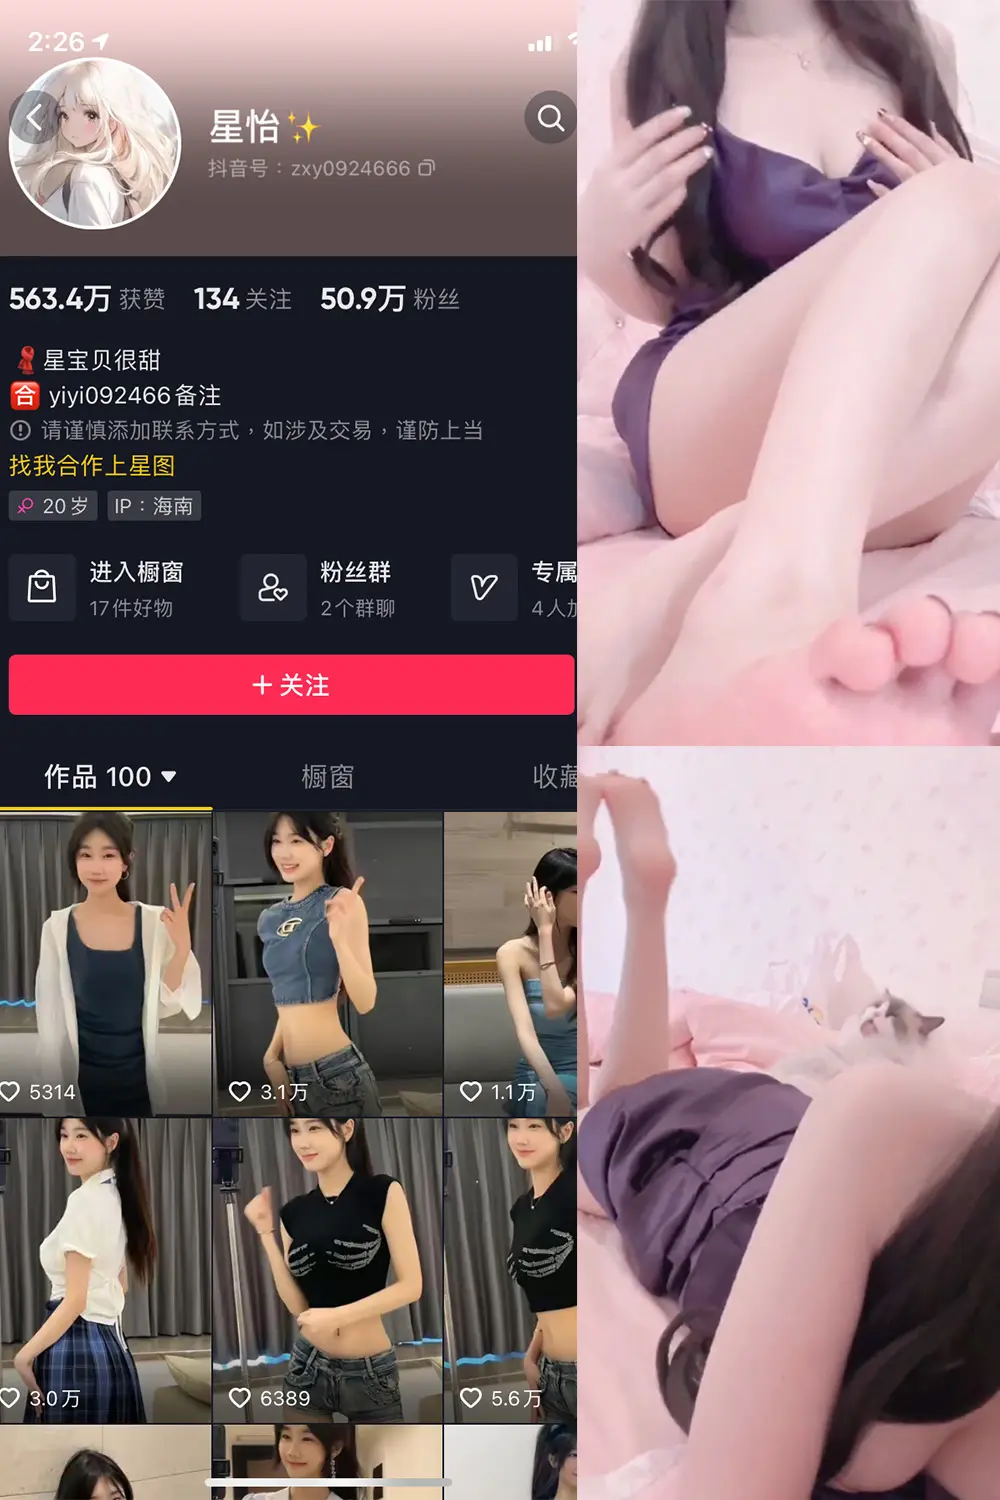 2:26
星怡✨
抖音号：zxy0924666
563.4万 获赞 134 关注 50.9万 粉丝
星宝贝很甜
合 yiyi092466备注
请谨慎添加联系方式，如涉及交易，谨防上当
找我合作上星图
20岁 IP：海南
进入橱窗 粉丝群 专属
17件好物 2个群聊 4人加
+ 关注
作品 100 橱窗 收藏
5314 3.1万 1.1万
3.0万 6389 5.6万